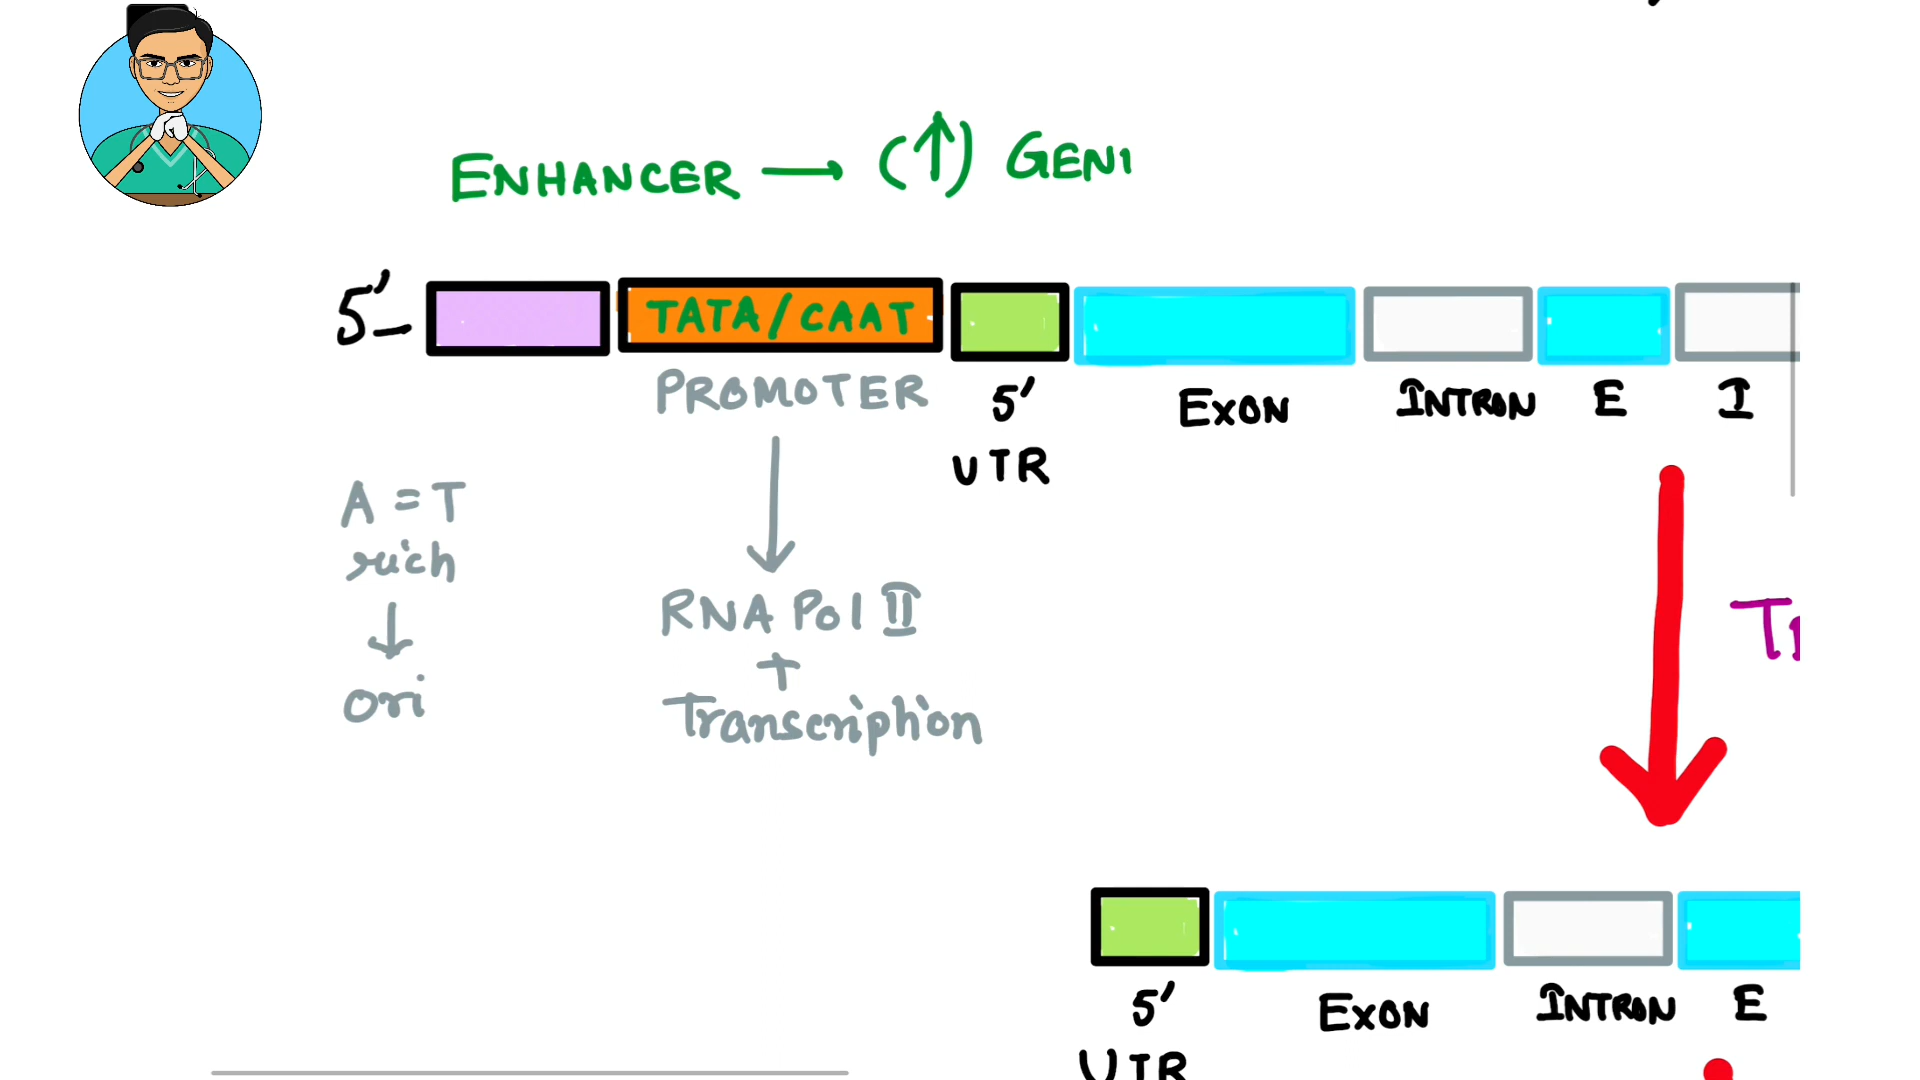 ENHANCER → (↑) GENI
5'- TATA/CAAT
PROMOTER
5'
UTR
EXON
INTRON
E
I
A = T
rich
↓
ori
↓
RNA Pol II
+
Transcription
5'
UTR
EXON
INTRON
E